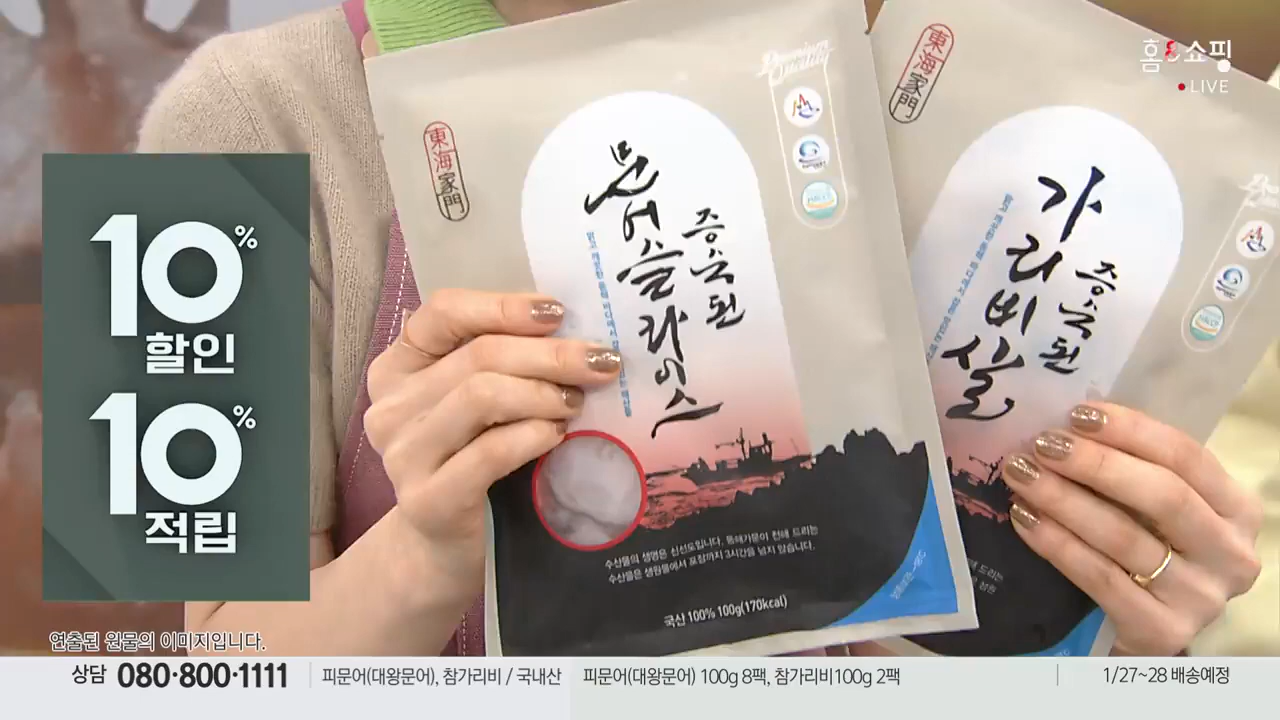 홈&쇼핑
LIVE
10%
할인
10%
적립
東海家門
Premium Quality
HACCP
증숙된
문어슬라이스
수산물의 생명은 신선도입니다. 동해가문이 전해 드리는
수산물은 생원물에서 포장까지 3시간을 넘지 않습니다.
국산 100% 100g(170kcal)
東海家門
HACCP
증숙된
가리비살
연출된 원물의 이미지입니다.
상담 080·800·1111
피문어(대왕문어), 참가리비 / 국내산
피문어(대왕문어) 100g 8팩, 참가리비100g 2팩
1/27~28 배송예정